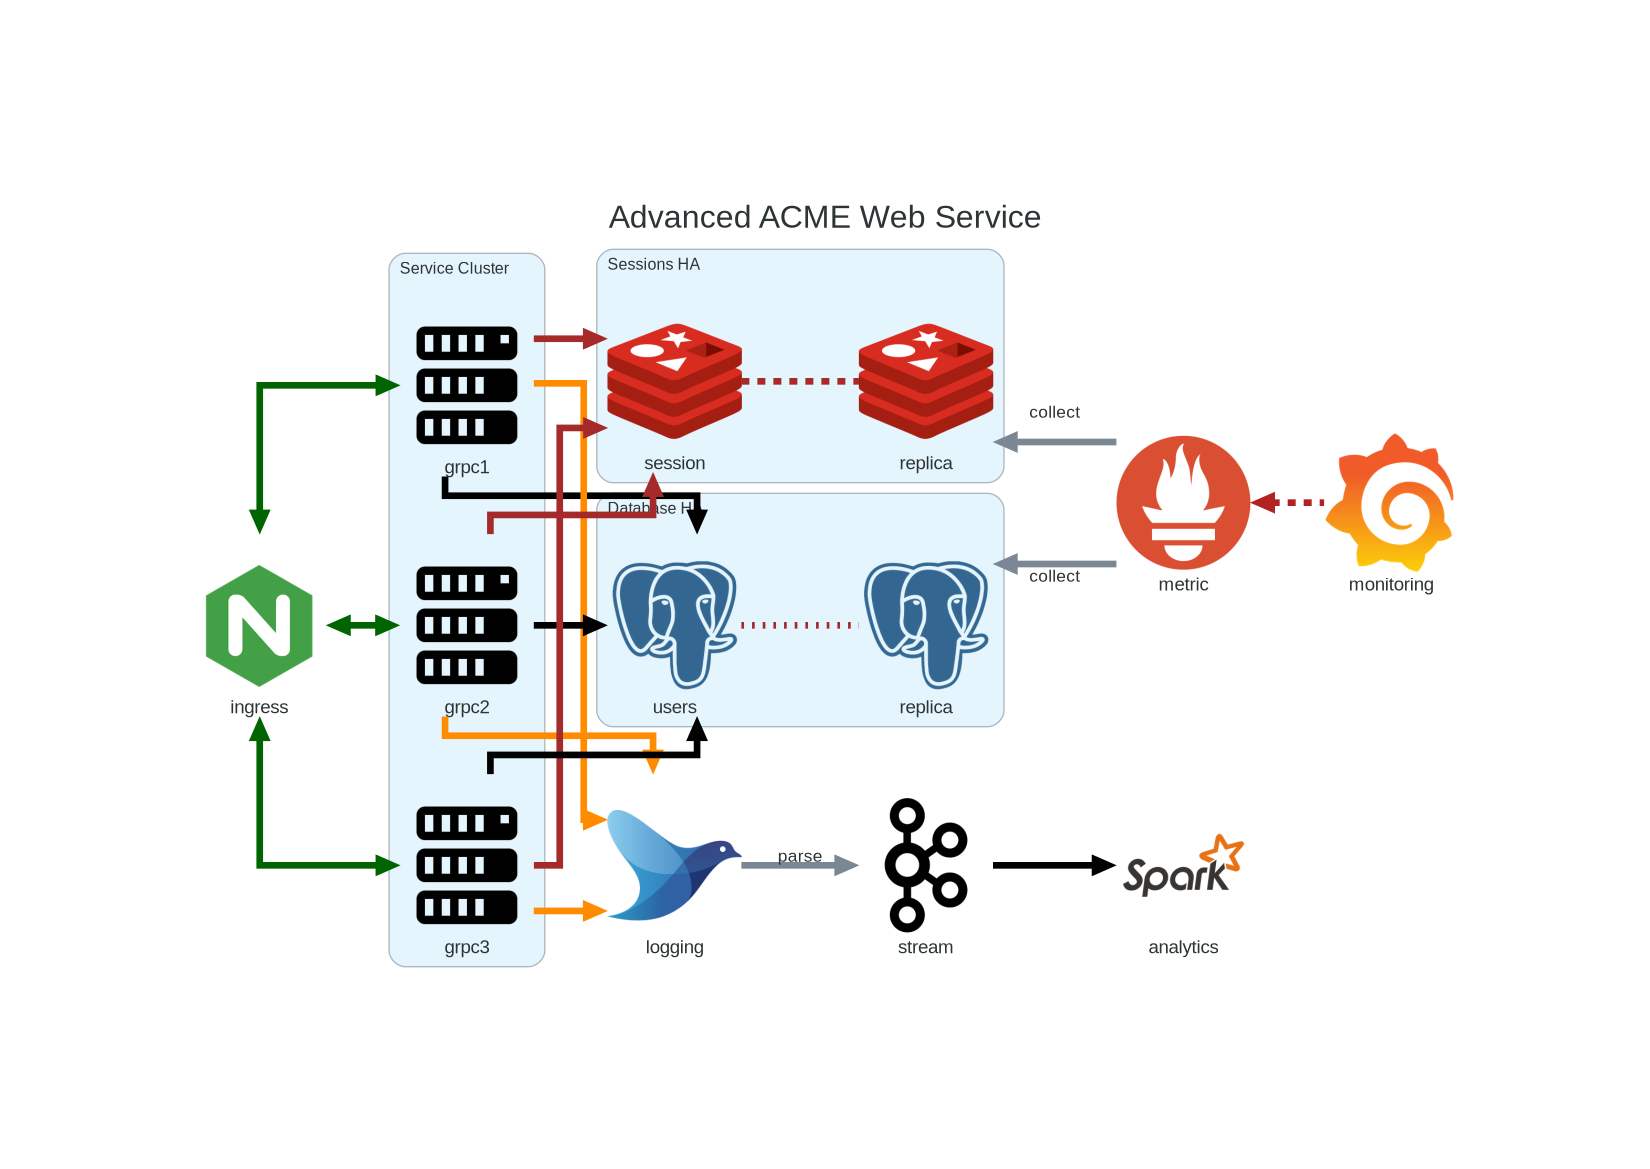 Advanced ACME Web Service
Service Cluster
Sessions HA
grpc1
session
replica
collect
Database H
N
ingress
grpc2
users
replica
collect
metric
monitoring
grpc3
logging
parse
stream
Spark
analytics